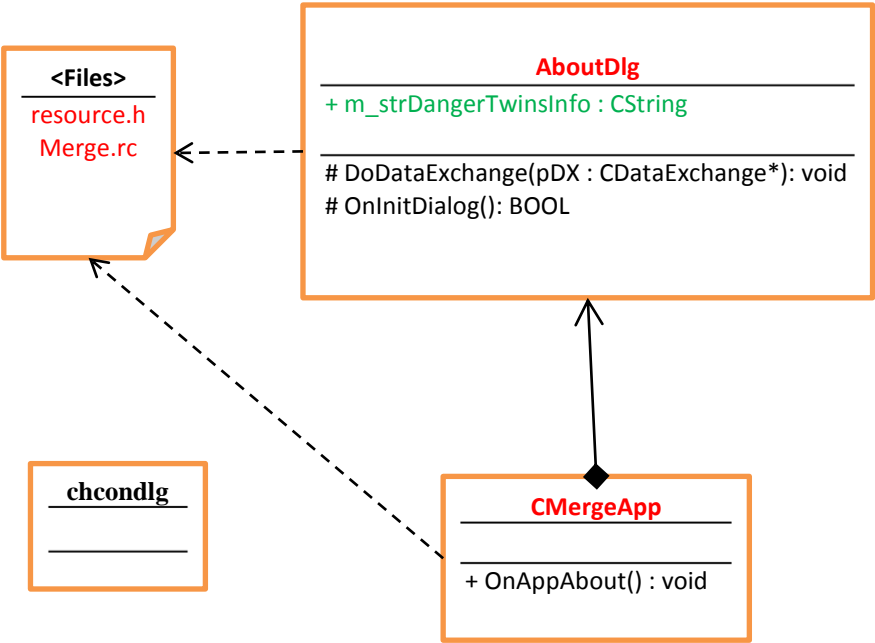 <Files>
resource.h
Merge.rc
AboutDlg
+ m_strDangerTwinsInfo : CString
# DoDataExchange(pDX : CDataExchange*): void
# OnInitDialog(): BOOL
chcondlg
CMergeApp
+ OnAppAbout() : void